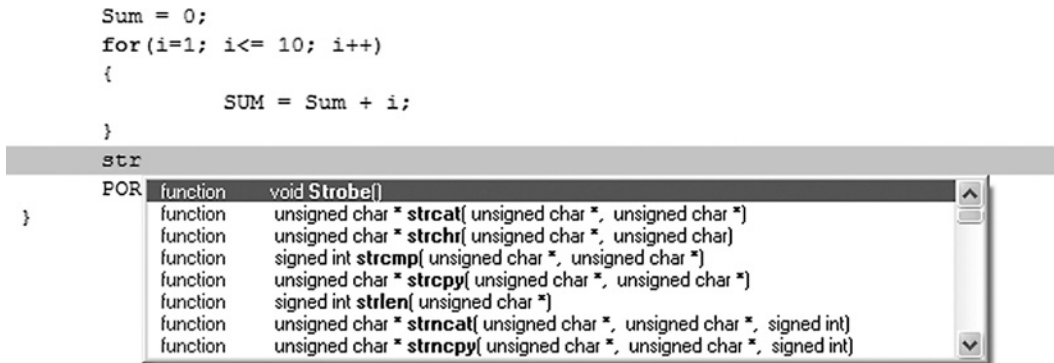 Sum = 0;
for(i=1; i<= 10; i++)
{
SUM = Sum + i;
}
str
POR
}
function void Strobe()
function unsigned char * strcat( unsigned char *, unsigned char *)
function unsigned char * strchr( unsigned char *, unsigned char)
function signed int strcmp( unsigned char *, unsigned char *)
function unsigned char * strcpy( unsigned char *, unsigned char *)
function signed int strlen( unsigned char *)
function unsigned char * strncat( unsigned char *, unsigned char *, signed int)
function unsigned char * strncpy( unsigned char *, unsigned char *, signed int)